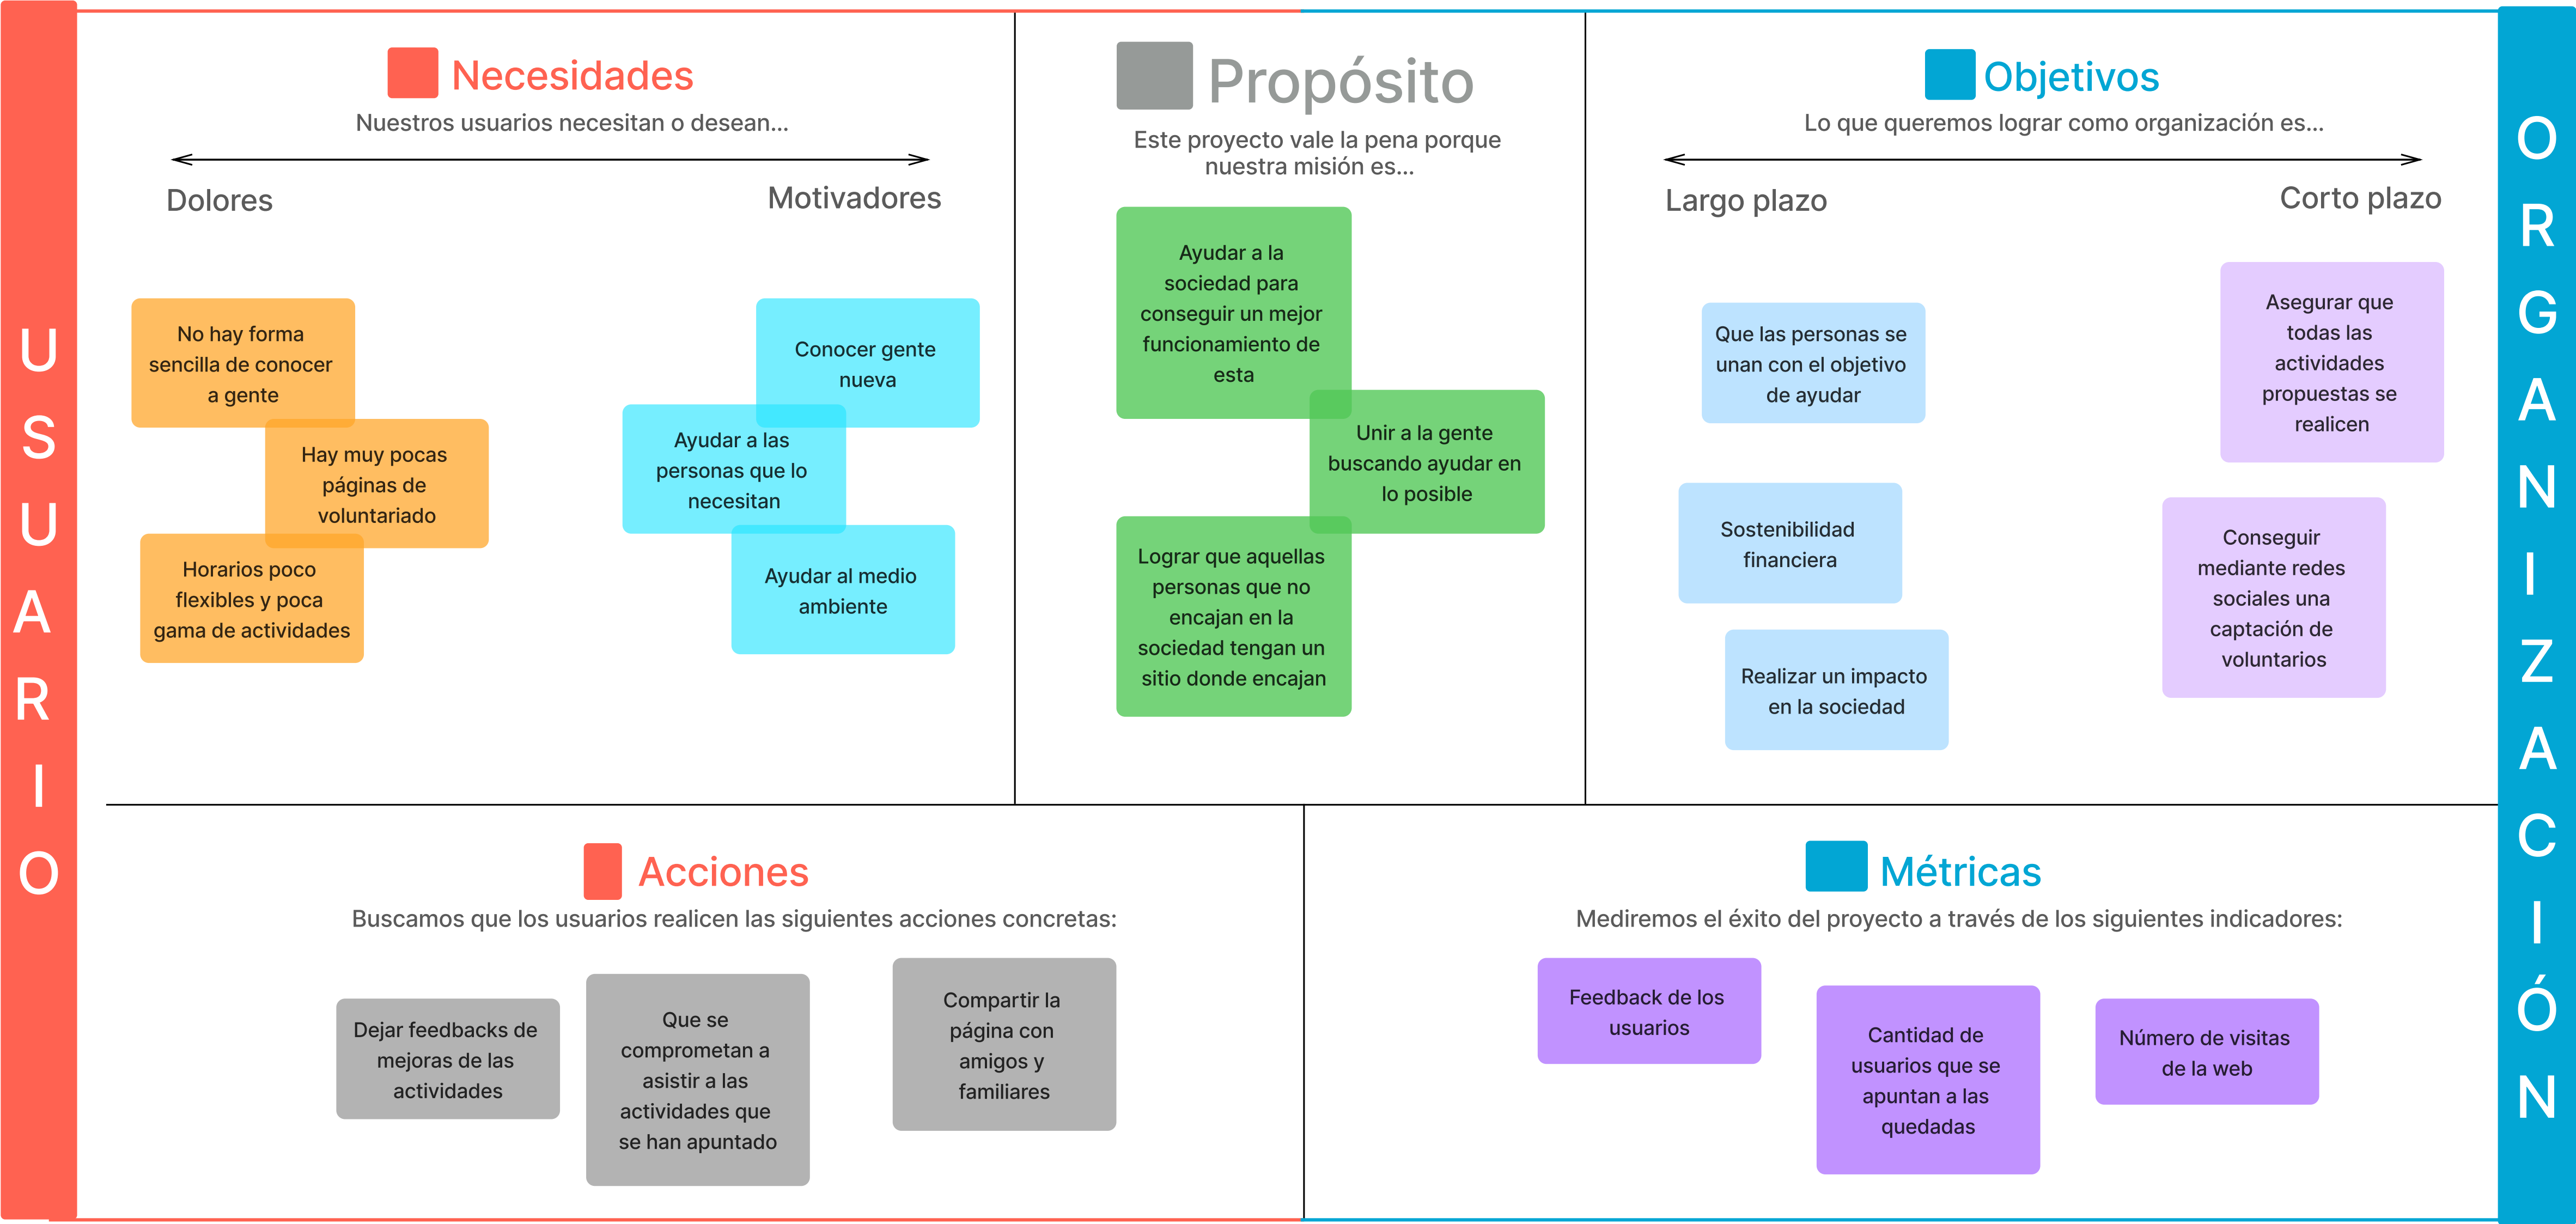 USUARIO
Necesidades
Nuestros usuarios necesitan o desean...
Dolores
Motivadores
No hay forma
sencilla de conocer
a gente
Hay muy pocas
páginas de
voluntariado
Horarios poco
flexibles y poca
gama de actividades
Conocer gente
nueva
Ayudar a las
personas que lo
necesitan
Ayudar al medio
ambiente
Propósito
Este proyecto vale la pena porque
nuestra misión es...
Ayudar a la
sociedad para
conseguir un mejor
funcionamiento de
esta
Unir a la gente
buscando ayudar en
lo posible
Lograr que aquellas
personas que no
encajan en la
sociedad tengan un
sitio donde encajan
Objetivos
Lo que queremos lograr como organización es...
Largo plazo
Corto plazo
Que las personas se
unan con el objetivo
de ayudar
Sostenibilidad
financiera
Realizar un impacto
en la sociedad
Asegurar que
todas las
actividades
propuestas se
realicen
Conseguir
mediante redes
sociales una
captación de
voluntarios
ORGANIZACIÓN
Acciones
Buscamos que los usuarios realicen las siguientes acciones concretas:
Dejar feedbacks de
mejoras de las
actividades
Que se
comprometan a
asistir a las
actividades que
se han apuntado
Compartir la
página con
amigos y
familiares
Métricas
Mediremos el éxito del proyecto a través de los siguientes indicadores:
Feedback de los
usuarios
Cantidad de
usuarios que se
apuntan a las
quedadas
Número de visitas
de la web